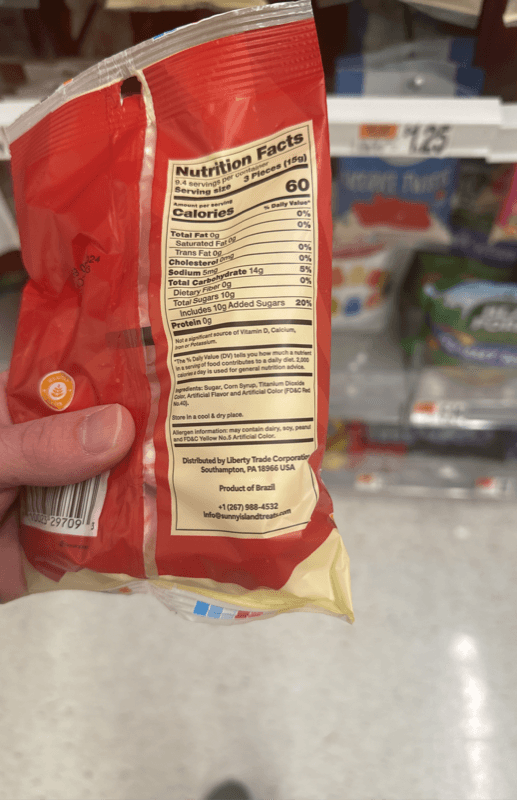 $1.25
Nutrition Facts
9.4 servings per container
Serving size 3 Pieces (15g)
Amount per serving
Calories 60
% Daily Value*
Total Fat 0g 0%
Saturated Fat 0g 0%
Trans Fat 0g
Cholesterol 0mg 0%
Sodium 5mg 0%
Total Carbohydrate 14g 5%
Dietary Fiber 0g 0%
Total Sugars 10g
Includes 10g Added Sugars 20%
Protein 0g
Not a significant source of Vitamin D, Calcium,
Iron or Potassium.
*The % Daily Value (DV) tells you how much a nutrient
in a serving of food contributes to a daily diet. 2,000
calories a day is used for general nutrition advice.
Ingredients: Sugar, Corn Syrup, Titanium Dioxide
Color, Artificial Flavor and Artificial Color (FD&C Red
No.40).
Store in a cool & dry place.
Allergen information: may contain dairy, soy, peanut
and FD&C Yellow No.5 Artificial Color.
Distributed by Liberty Trade Corporation
Southampton, PA 18966 USA
Product of Brazil
+1 (267) 988-4532
info@sunnyislandtreats.com
29709 3